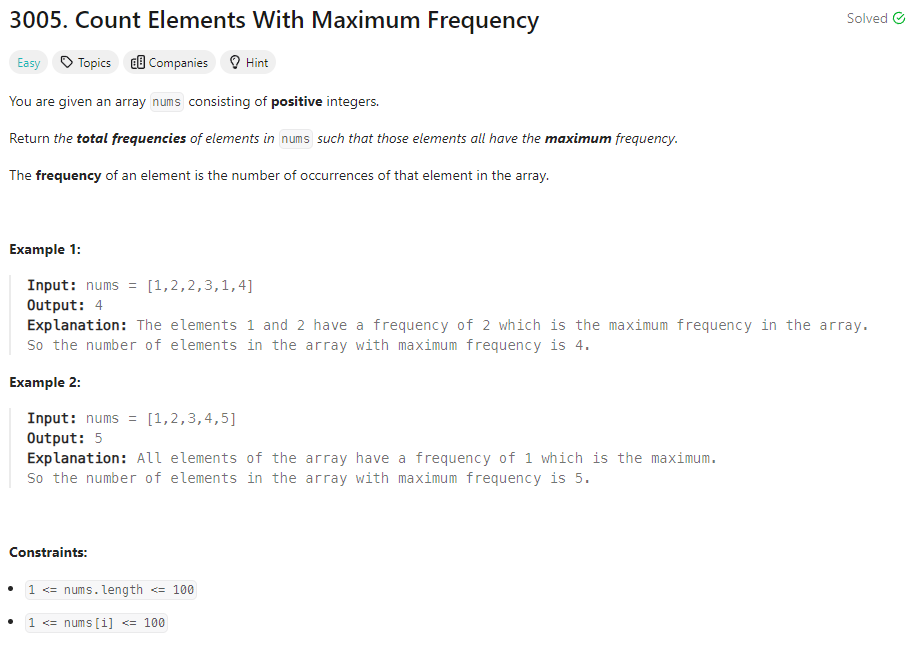 3005. Count Elements With Maximum Frequency
Solved
Easy Topics Companies Hint
You are given an array nums consisting of positive integers.
Return the total frequencies of elements in nums such that those elements all have the maximum frequency.
The frequency of an element is the number of occurrences of that element in the array.
Example 1:
Input: nums = [1,2,2,3,1,4]
Output: 4
Explanation: The elements 1 and 2 have a frequency of 2 which is the maximum frequency in the array.
So the number of elements in the array with maximum frequency is 4.
Example 2:
Input: nums = [1,2,3,4,5]
Output: 5
Explanation: All elements of the array have a frequency of 1 which is the maximum.
So the number of elements in the array with maximum frequency is 5.
Constraints:
• 1 <= nums.length <= 100
• 1 <= nums[i] <= 100